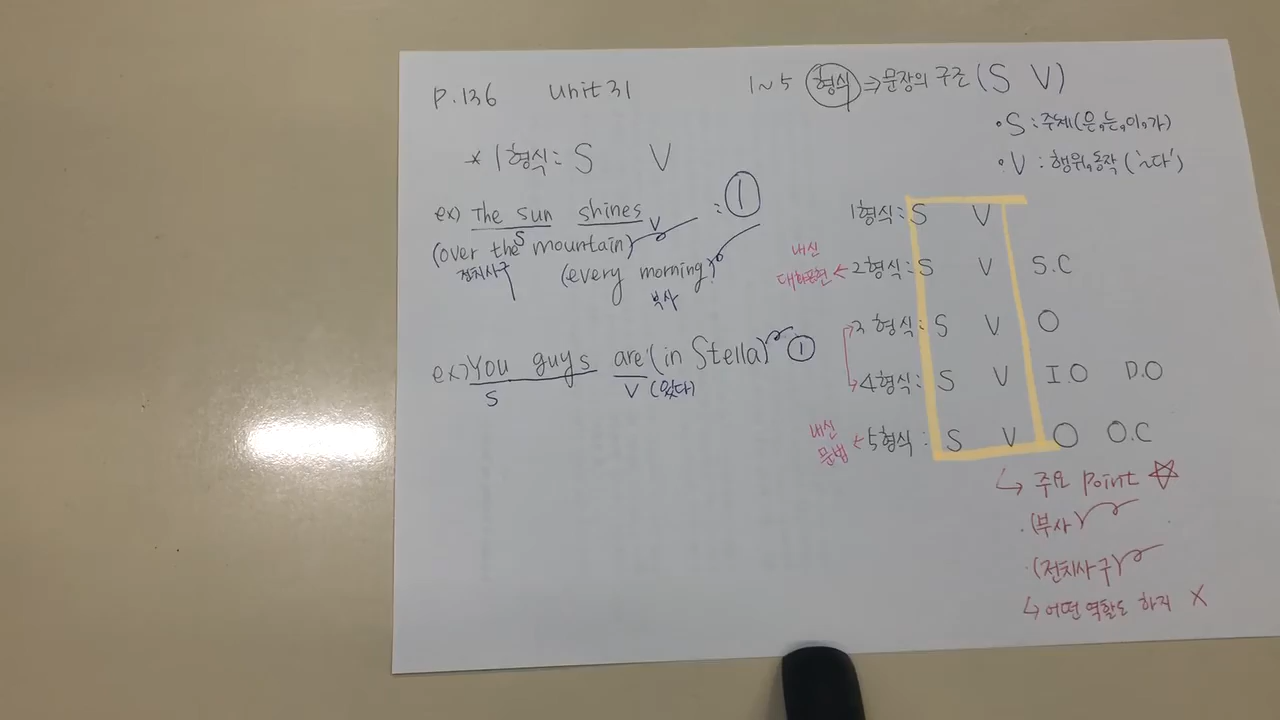 P.136 Unit 31
* 1형식: S V
ex) The sun shines : ①
S V
(over the mountain)
전치사구
(every morning)
부사
ex) You guys are (in Stella) ①
S V (있다)
1~5 형식 ⇒ 문장의 구조 (S V)
• S : 주체(은,는,이,가)
• V : 행위,동작 ('~다')
1형식: S V
내신
← 2형식: S V S.C
3형식: S V O
4형식: S V I.O D.O
내신
문법 ← 5형식: S V O O.C
↳ 주요 point ☆
· (부사)
· (전치사구)
↳ 어떤 역할도 하지 X